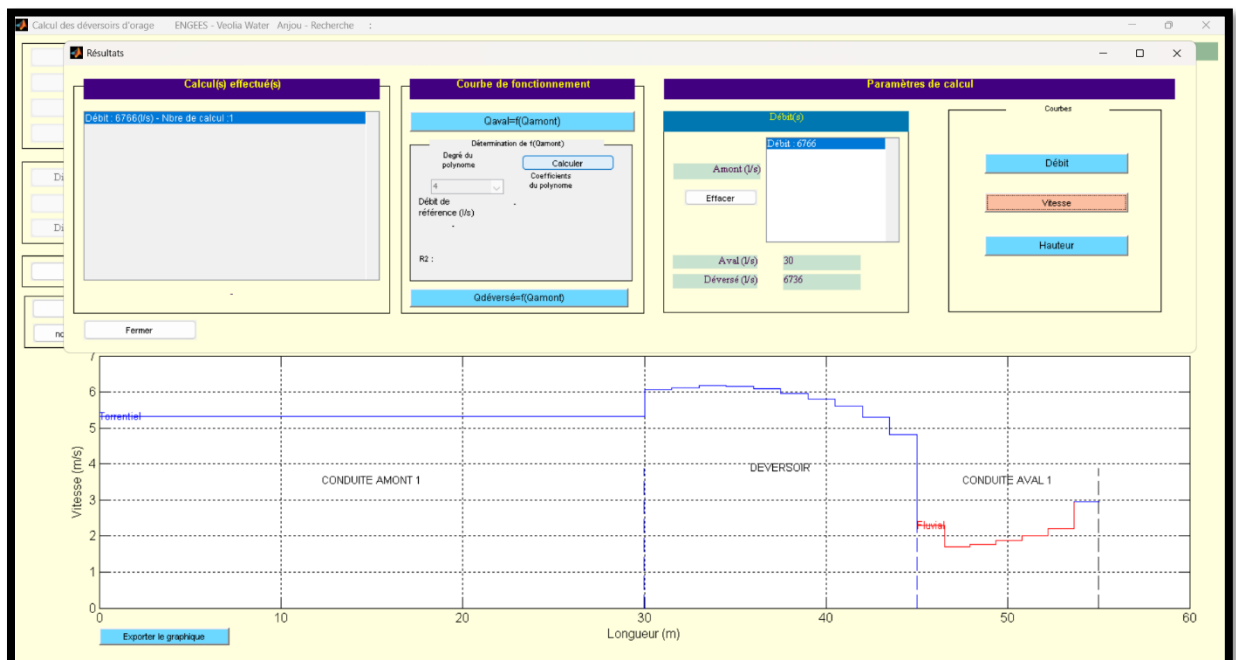 Calcul des déversoirs d'orage ENGEES - Veolia Water Anjou - Recherche :
Résultats
Calcul(s) effectué(s)
Débit : 6766(l/s) - Nbre de calcul :1
-
Fermer
Di
Di
no
Courbe de fonctionnement
Qaval=f(Qamont)
Détermination de f(Qamont)
Degré du
polynome
Calculer
4
Coefficients
du polynome
Débit de
référence (l/s)
-
-
R2 :
Qdéversé=f(Qamont)
Paramètres de calcul
Débit(s)
Amont (l/s)
Débit : 6766
Effacer
Aval (l/s) 30
Déversé (l/s) 6736
Courbes
Débit
Vitesse
Hauteur
7
6
5
4
3
2
1
0
Vitesse (m/s)
Torrentiel
CONDUITE AMONT 1
DEVERSOIR
CONDUITE AVAL 1
Fluvial
0 10 20 30 40 50 60
Longueur (m)
Exporter le graphique